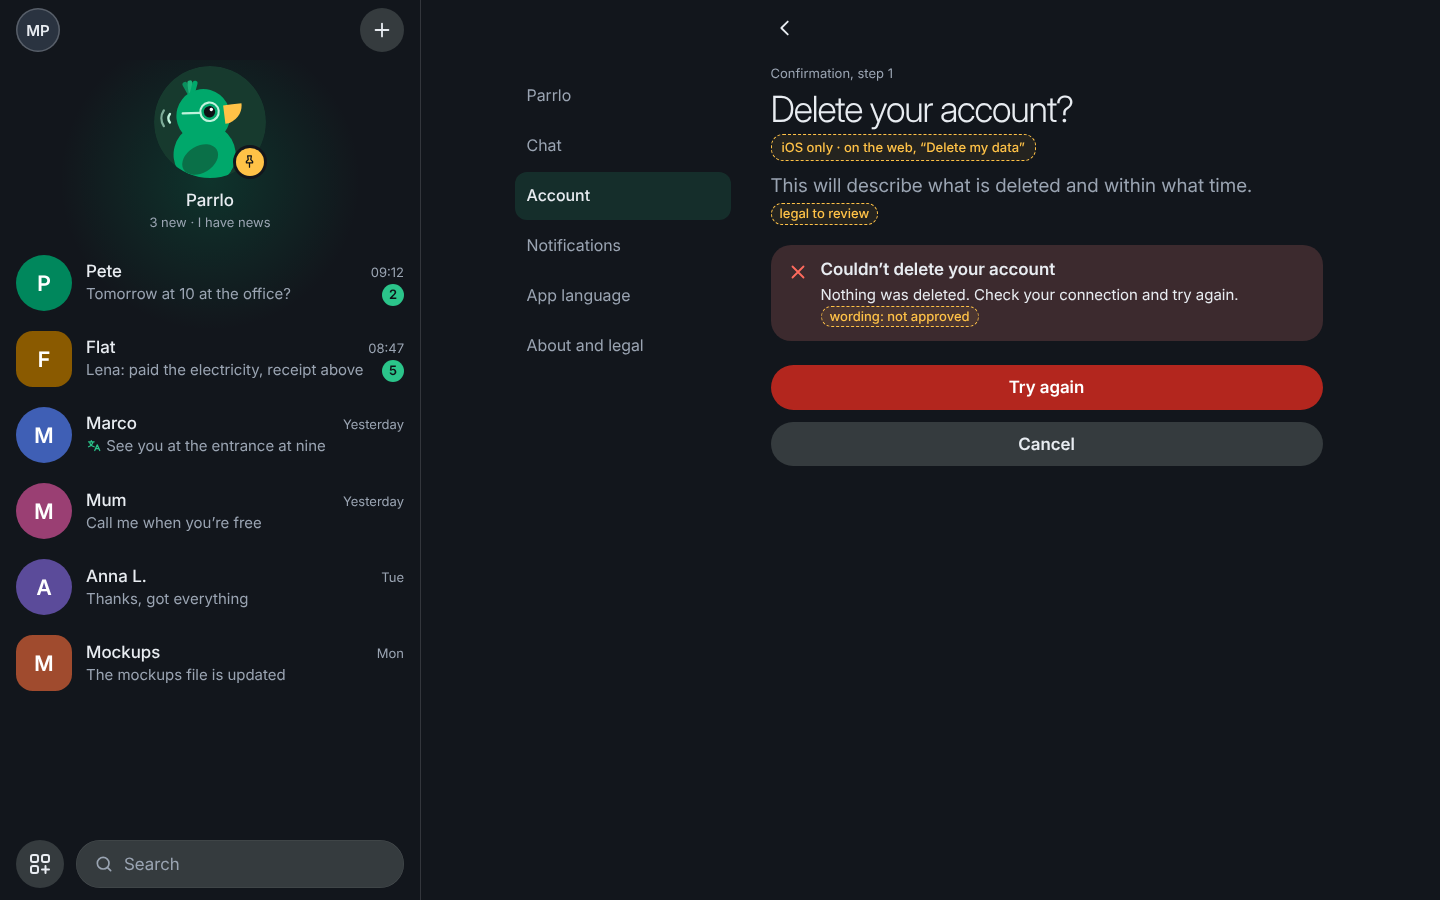 MP
Parrlo
3 new · I have news
P
Pete
09:12
Tomorrow at 10 at the office?
2
F
Flat
08:47
Lena: paid the electricity, receipt above
5
M
Marco
Yesterday
See you at the entrance at nine
M
Mum
Yesterday
Call me when you’re free
A
Anna L.
Tue
Thanks, got everything
M
Mockups
Mon
The mockups file is updated
Search
Parrlo
Chat
Account
Notifications
App language
About and legal
Confirmation, step 1
Delete your account?
iOS only · on the web, “Delete my data”
This will describe what is deleted and within what time.
legal to review
Couldn’t delete your account
Nothing was deleted. Check your connection and try again.
wording: not approved
Try again
Cancel